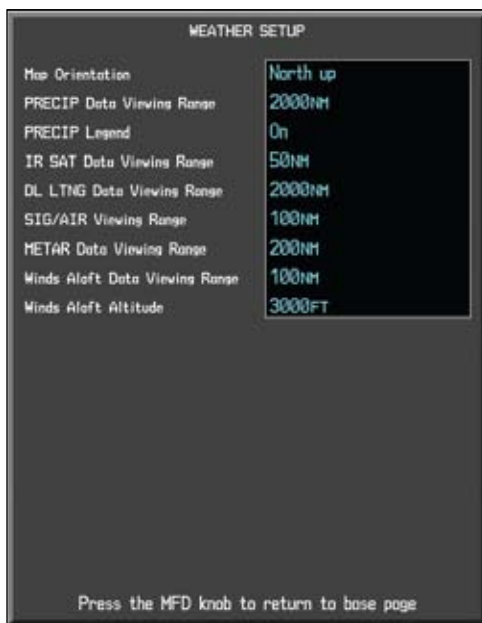 WEATHER SETUP
Map Orientation North up
PRECIP Data Viewing Range 2000NM
PRECIP Legend On
IR SAT Data Viewing Range 50NM
DL LTNG Data Viewing Range 2000NM
SIG/AIR Viewing Range 100NM
METAR Data Viewing Range 200NM
Winds Aloft Data Viewing Range 100NM
Winds Aloft Altitude 3000FT
Press the MFD knob to return to base page